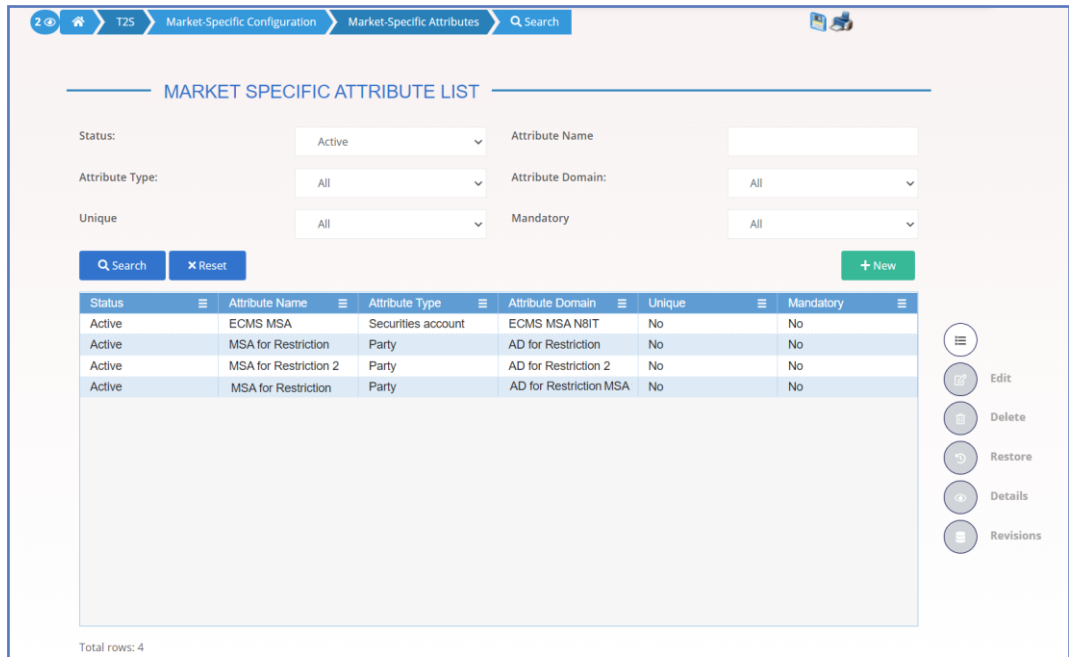 2 T2S Market-Specific Configuration Market-Specific Attributes Search
MARKET SPECIFIC ATTRIBUTE LIST
Status: Active Attribute Name
Attribute Type: All Attribute Domain: All
Unique All Mandatory All
Search Reset New
Status Attribute Name Attribute Type Attribute Domain Unique Mandatory
Active ECMS MSA Securities account ECMS MSA N8IT No No
Active MSA for Restriction Party AD for Restriction No No
Active MSA for Restriction 2 Party AD for Restriction 2 No No
Active MSA for Restriction Party AD for Restriction MSA No No
Edit
Delete
Restore
Details
Revisions
Total rows: 4